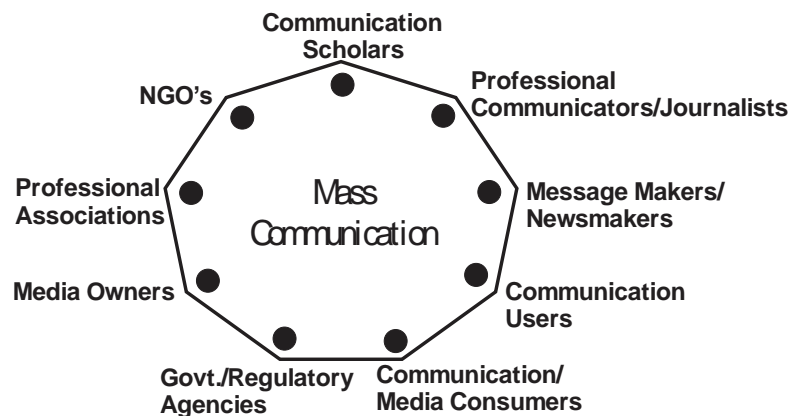 Communication
Scholars
Professional
Communicators/Journalists
Message Makers/
Newsmakers
Communication
Users
Communication/
Media Consumers
Govt./Regulatory
Agencies
Media Owners
Professional
Associations
NGO's
Mass
Communication